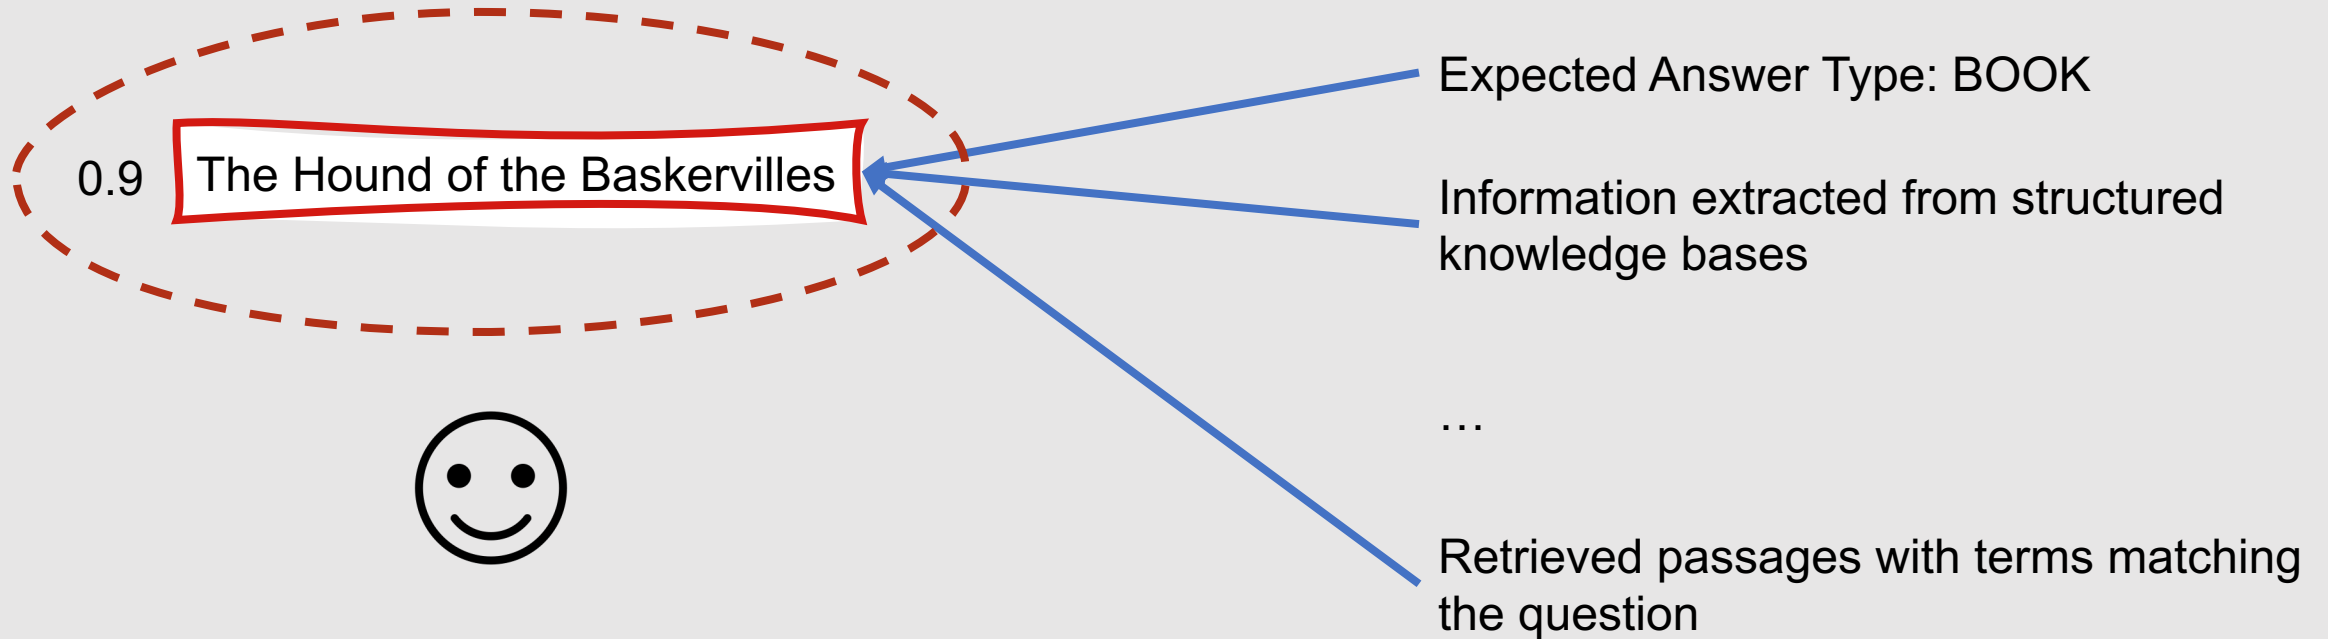 0.9
The Hound of the Baskervilles
Expected Answer Type: BOOK
Information extracted from structured
knowledge bases
…
Retrieved passages with terms matching
the question